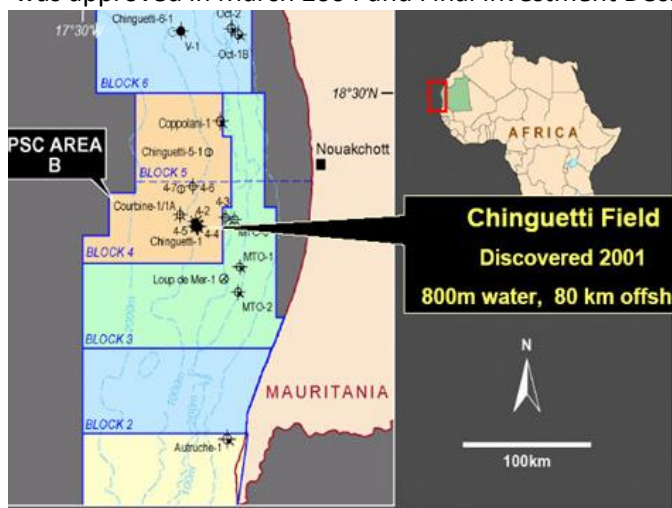 was approved in March 2004 and Final Investment Des
17°30'W
Chinguetti-6-1
Oct-2
V-1
Oct-1B
BLOCK 6
18°30'N
Coppolani-1
PSC AREA
B
Chinguetti-5-1
BLOCK 5
Nouakchott
AFRICA
4-7
4-6
Courbine-1/1A
4-2
4-3
4-5
4-4
Chinguetti-1
BLOCK 4
MTO-1
Loup de Mer-1
MTO-2
BLOCK 3
Chinguetti Field
Discovered 2001
800m water, 80 km offsh
N
MAURITANIA
2000m
1000m
200m
BLOCK 2
Autruche-1
100km